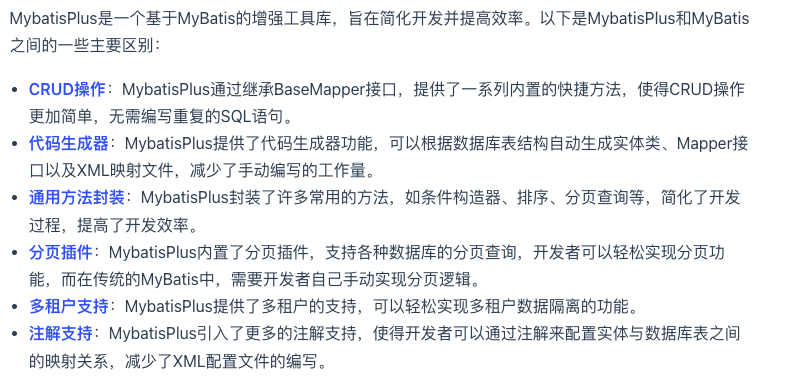 MybatisPlus是一个基于MyBatis的增强工具库，旨在简化开发并提高效率。以下是MybatisPlus和MyBatis
之间的一些主要区别：
• CRUD操作：MybatisPlus通过继承BaseMapper接口，提供了一系列内置的快捷方法，使得CRUD操作
更加简单，无需编写重复的SQL语句。
• 代码生成器：MybatisPlus提供了代码生成器功能，可以根据数据库表结构自动生成实体类、Mapper接
口以及XML映射文件，减少了手动编写的工作量。
• 通用方法封装：MybatisPlus封装了许多常用的方法，如条件构造器、排序、分页查询等，简化了开发
过程，提高了开发效率。
• 分页插件：MybatisPlus内置了分页插件，支持各种数据库的分页查询，开发者可以轻松实现分页功
能，而在传统的MyBatis中，需要开发者自己手动实现分页逻辑。
• 多租户支持：MybatisPlus提供了多租户的支持，可以轻松实现多租户数据隔离的功能。
• 注解支持：MybatisPlus引入了更多的注解支持，使得开发者可以通过注解来配置实体与数据库表之间
的映射关系，减少了XML配置文件的编写。